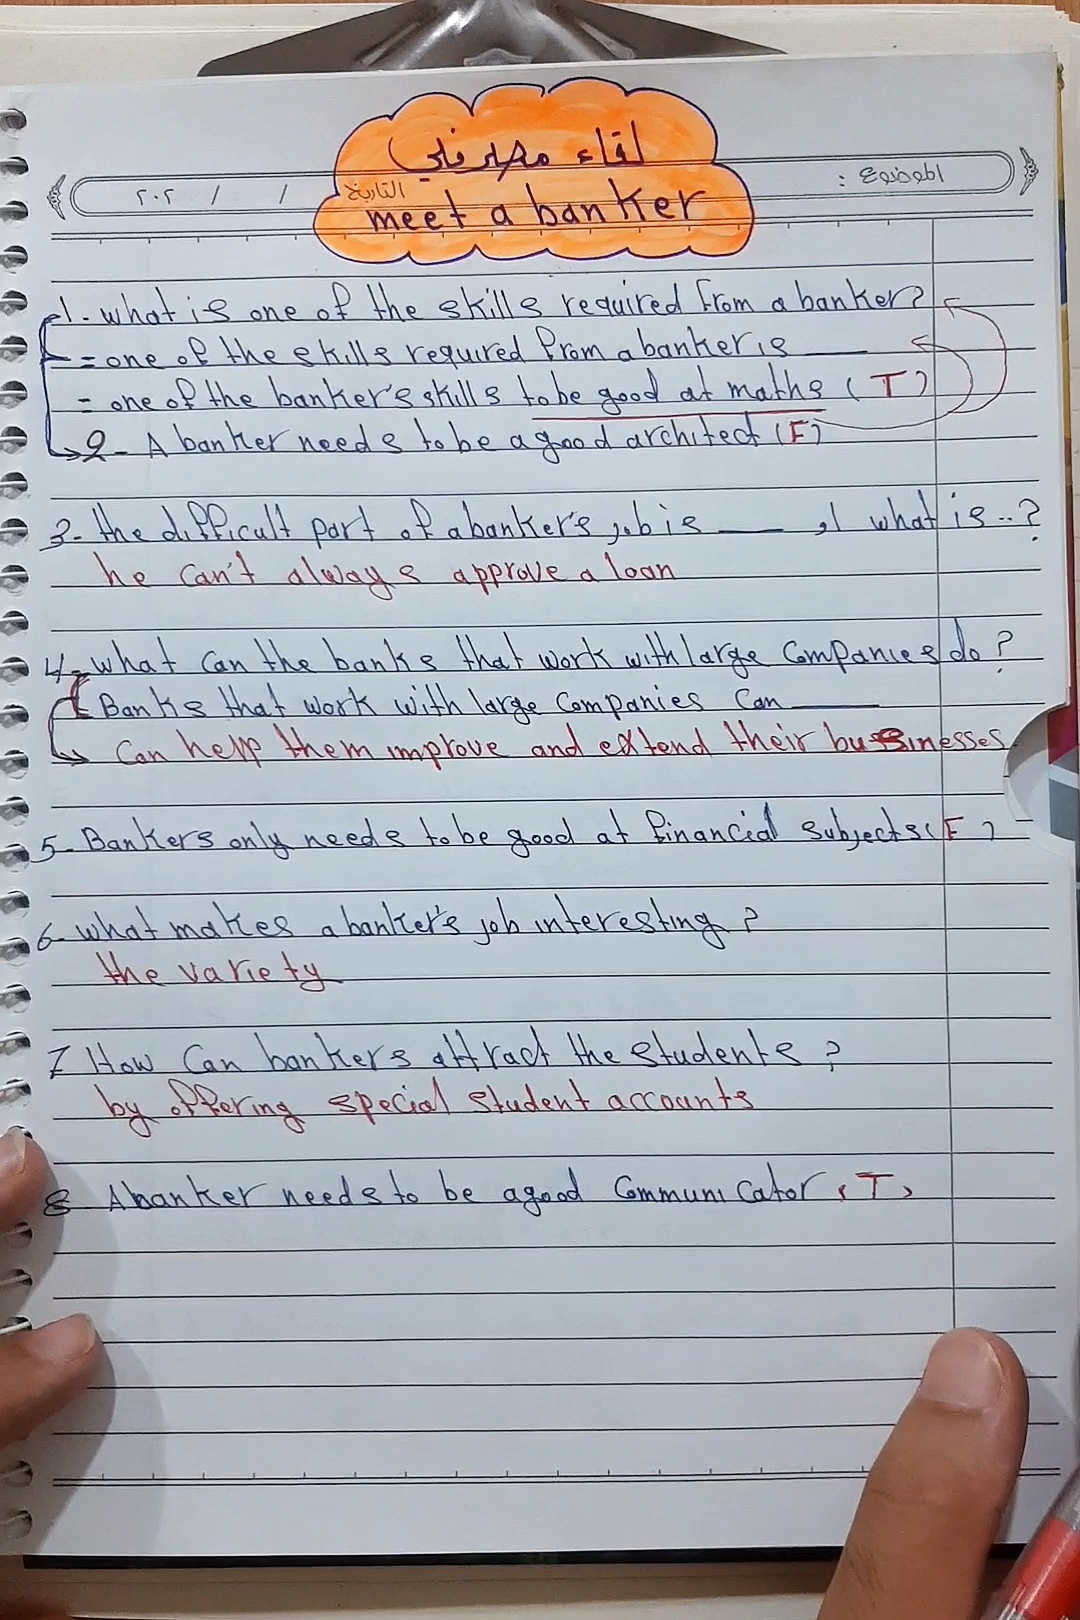 لقاء مصرفي
الموضوع :
التاريخ / / ٢٠٢
meet a banker
1- what is one of the skills required from a banker?
= one of the skills required from a banker is ____
= one of the banker's skills to be good at maths (T)
2- A banker needs to be a good architect (F)
3- the difficult part of a banker's job is ____ او what is ..?
he can't always approve a loan
4- what can the banks that work with large companies do?
Banks that work with large companies can ____
can help them improve and extend their businesses
5- Bankers only needs to be good at financial subjects (F)
6- what makes a banker's job interesting?
the variety
7 How can bankers attract the students?
by offering special student accounts
8 A banker needs to be a good communicator (T)